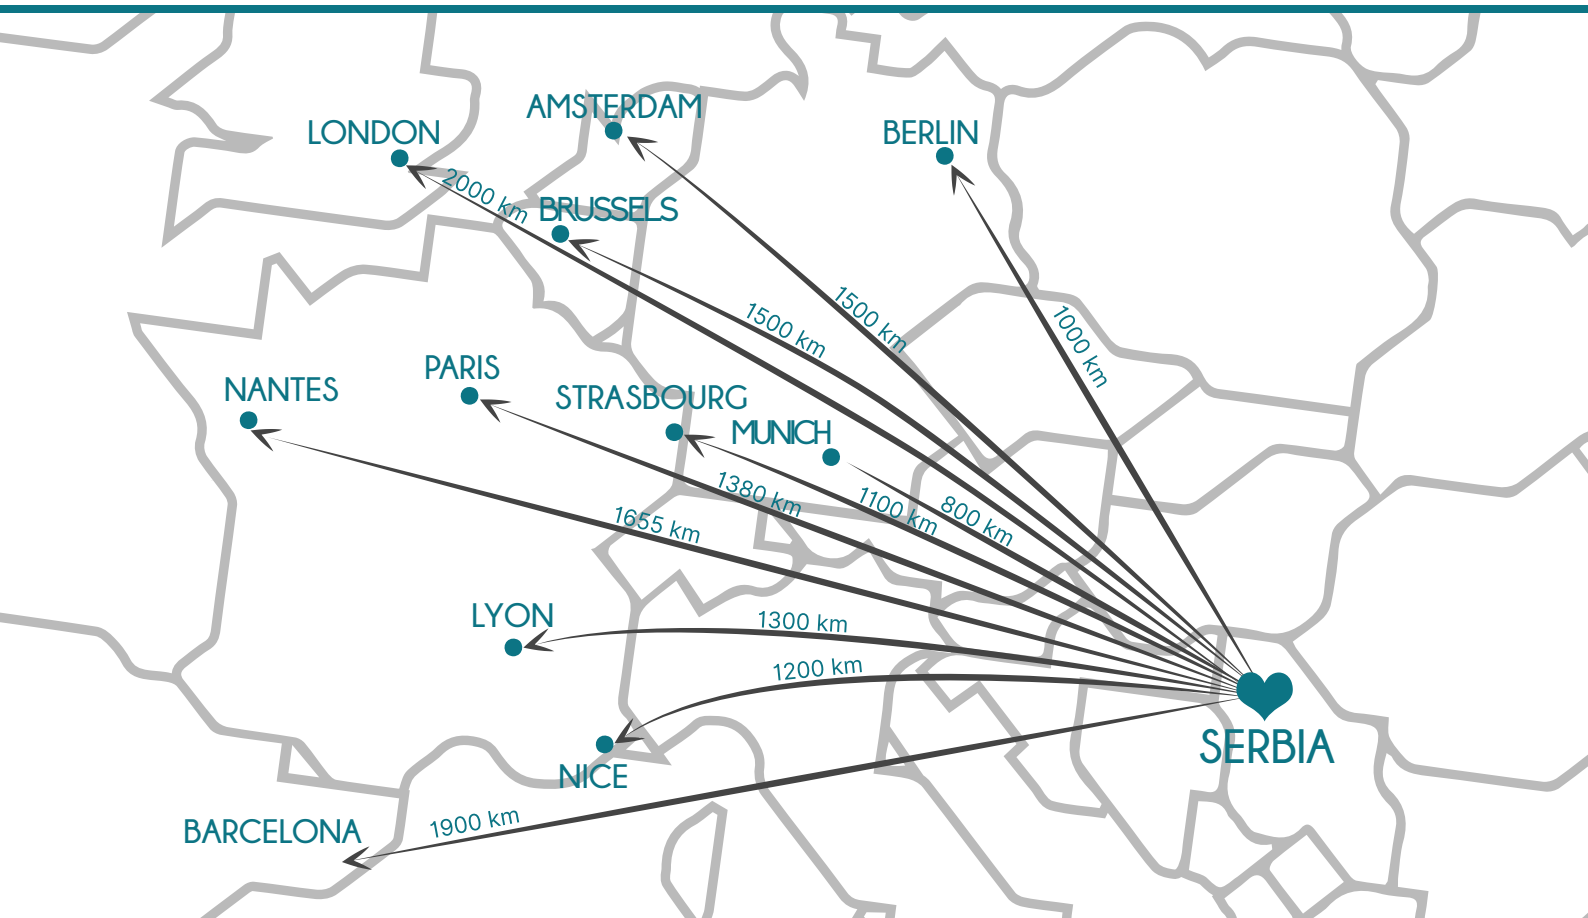 AMSTERDAM
LONDON
BERLIN
2000 km
BRUSSELS
1500 km
1500 km
1000 km
PARIS
NANTES
STRASBOURG
MUNICH
1380 km
1100 km
800 km
1655 km
LYON
1300 km
1200 km
SERBIA
NICE
BARCELONA
1900 km